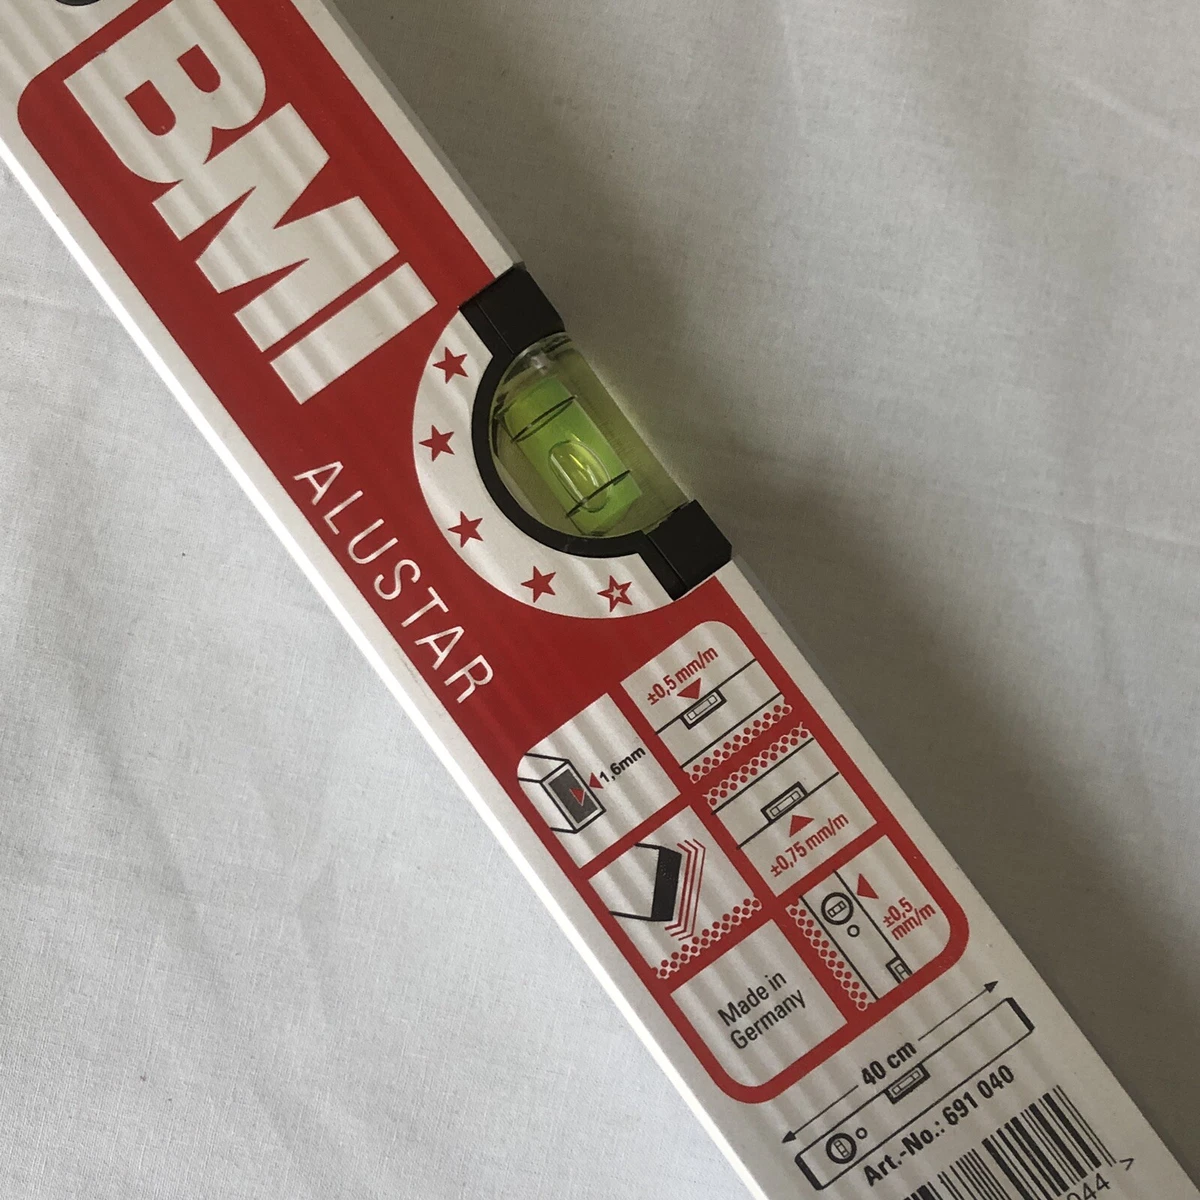 BMI
ALUSTAR
±0,5 mm/m
1,6mm
±0,75 mm/m
±0,5
mm/m
Made in
Germany
40 cm
Art.-No.: 691 040